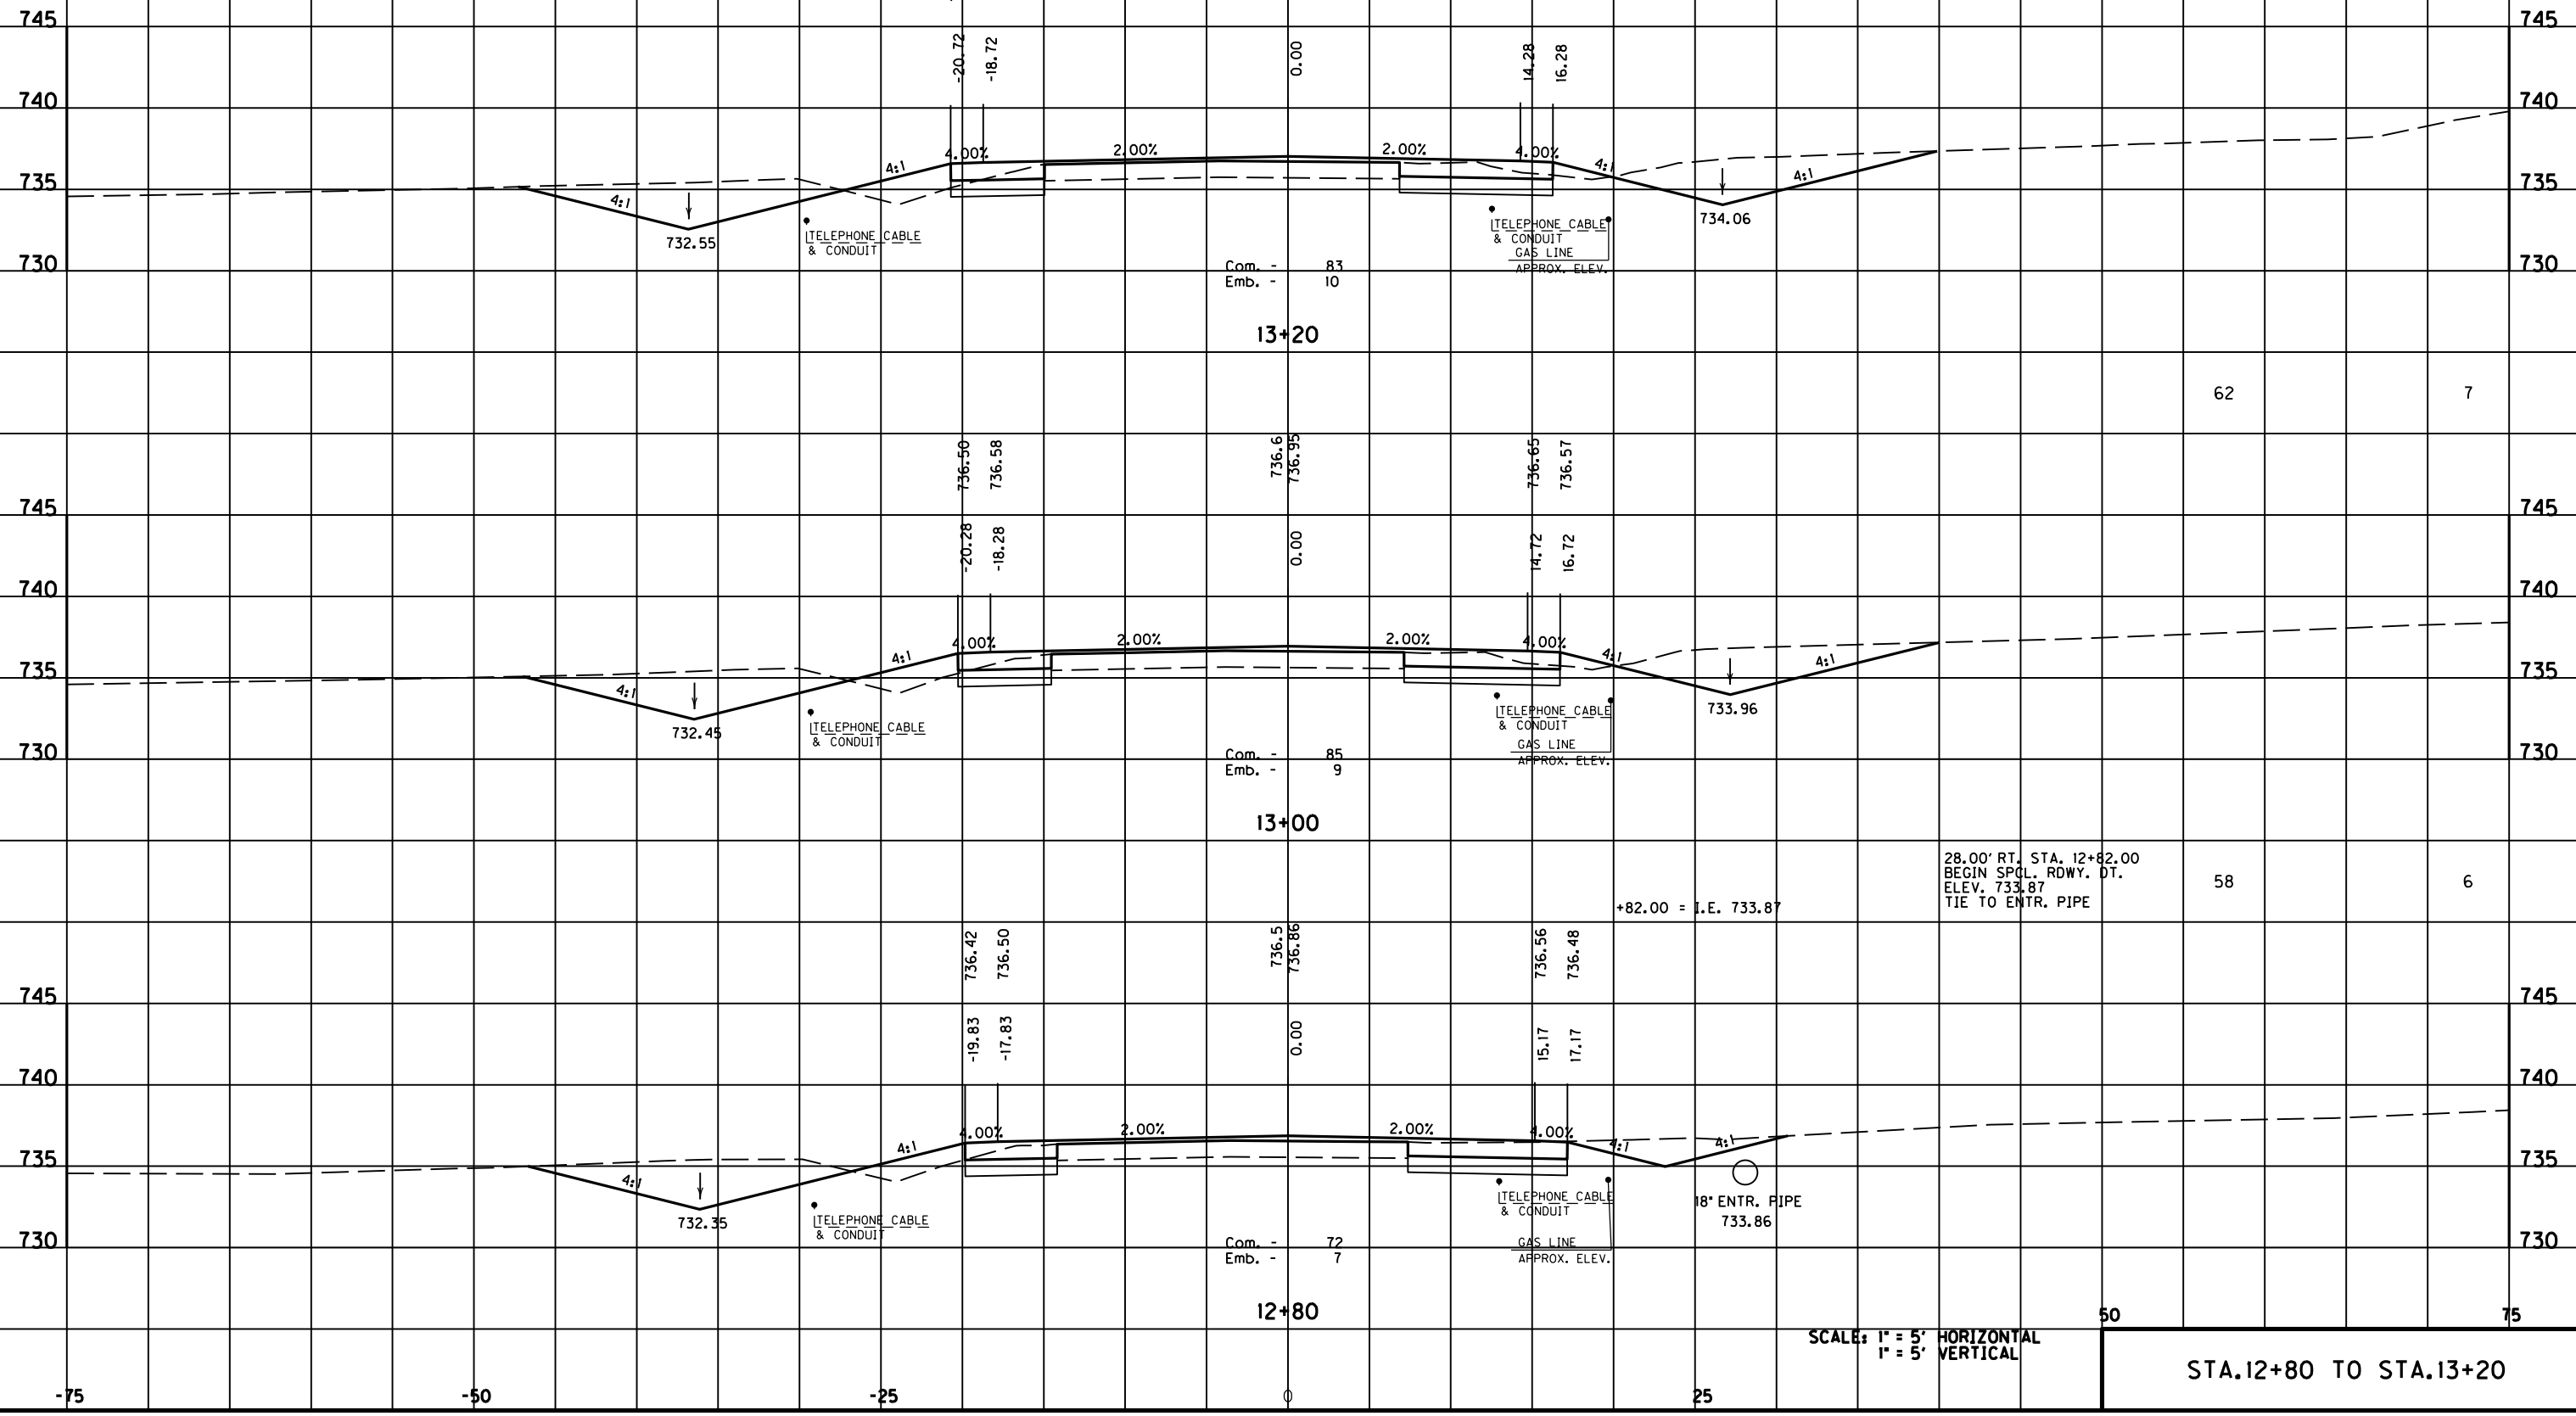 745 745
-20.72 -18.72 0.00 14.28 16.28
740 740
4:1 4.00% 2.00% 2.00% 4.00% 4:1
735 4:1 4:1 735
732.55 734.06
TELEPHONE CABLE
& CONDUIT
TELEPHONE CABLE
& CONDUIT
GAS LINE
APPROX. ELEV.
730 730
Com. - 83
Emb. - 10
13+20
62 7
736.50 736.58 736.6 736.95 736.65 736.57
745 745
-20.28 -18.28 0.00 14.72 16.72
740 740
4:1 4.00% 2.00% 2.00% 4.00% 4:1
735 4:1 4:1 735
732.45 733.96
TELEPHONE CABLE
& CONDUIT
TELEPHONE CABLE
& CONDUIT
GAS LINE
APPROX. ELEV.
730 730
Com. - 85
Emb. - 9
13+00
28.00' RT. STA. 12+82.00
BEGIN SPCL. RDWY. DT.
ELEV. 733.87
TIE TO ENTR. PIPE
58 6
+82.00 = I.E. 733.87
736.42 736.50 736.5 736.86 736.56 736.48
745 745
-19.83 -17.83 0.00 15.17 17.17
740 740
4:1 4.00% 2.00% 2.00% 4.00% 4:1 4:1
735 4:1 735
732.35
TELEPHONE CABLE
& CONDUIT
TELEPHONE CABLE
& CONDUIT
GAS LINE
APPROX. ELEV.
18" ENTR. PIPE
733.86
730 730
Com. - 72
Emb. - 7
12+80
50 75
SCALE: 1" = 5' HORIZONTAL
1" = 5' VERTICAL
STA.12+80 TO STA.13+20
-75 -50 -25 0 25